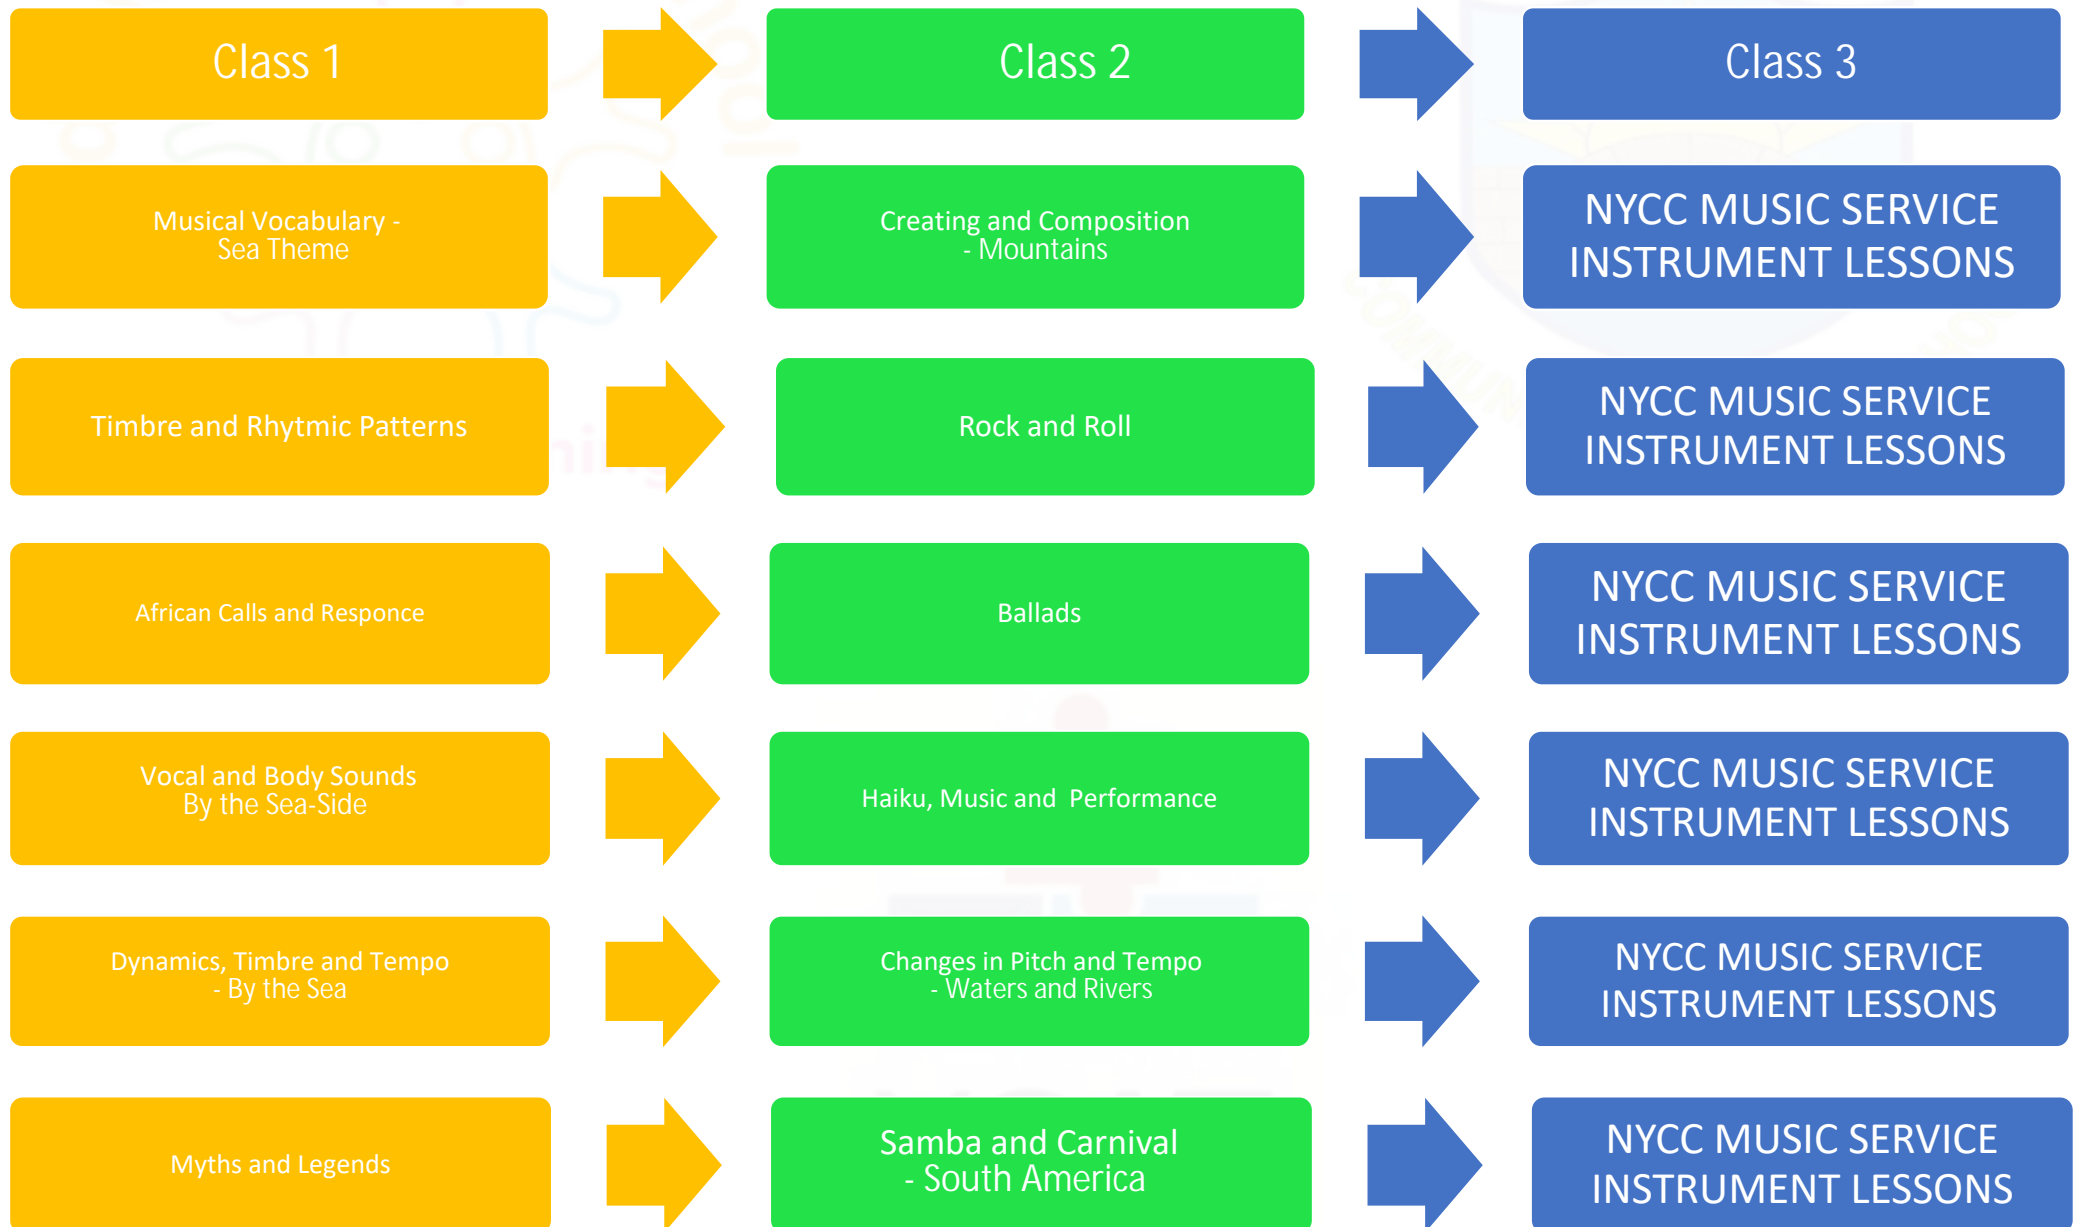 Class 1
Class 2
Class 3
Musical Vocabulary -
Sea Theme
Creating and Composition
- Mountains
NYCC MUSIC SERVICE
INSTRUMENT LESSONS
Timbre and Rhytmic Patterns
Rock and Roll
NYCC MUSIC SERVICE
INSTRUMENT LESSONS
African Calls and Responce
Ballads
NYCC MUSIC SERVICE
INSTRUMENT LESSONS
Vocal and Body Sounds
By the Sea-Side
Haiku, Music and  Performance
NYCC MUSIC SERVICE
INSTRUMENT LESSONS
Dynamics, Timbre and Tempo
- By the Sea
Changes in Pitch and Tempo
- Waters and Rivers
NYCC MUSIC SERVICE
INSTRUMENT LESSONS
Myths and Legends
Samba and Carnival
- South America
NYCC MUSIC SERVICE
INSTRUMENT LESSONS